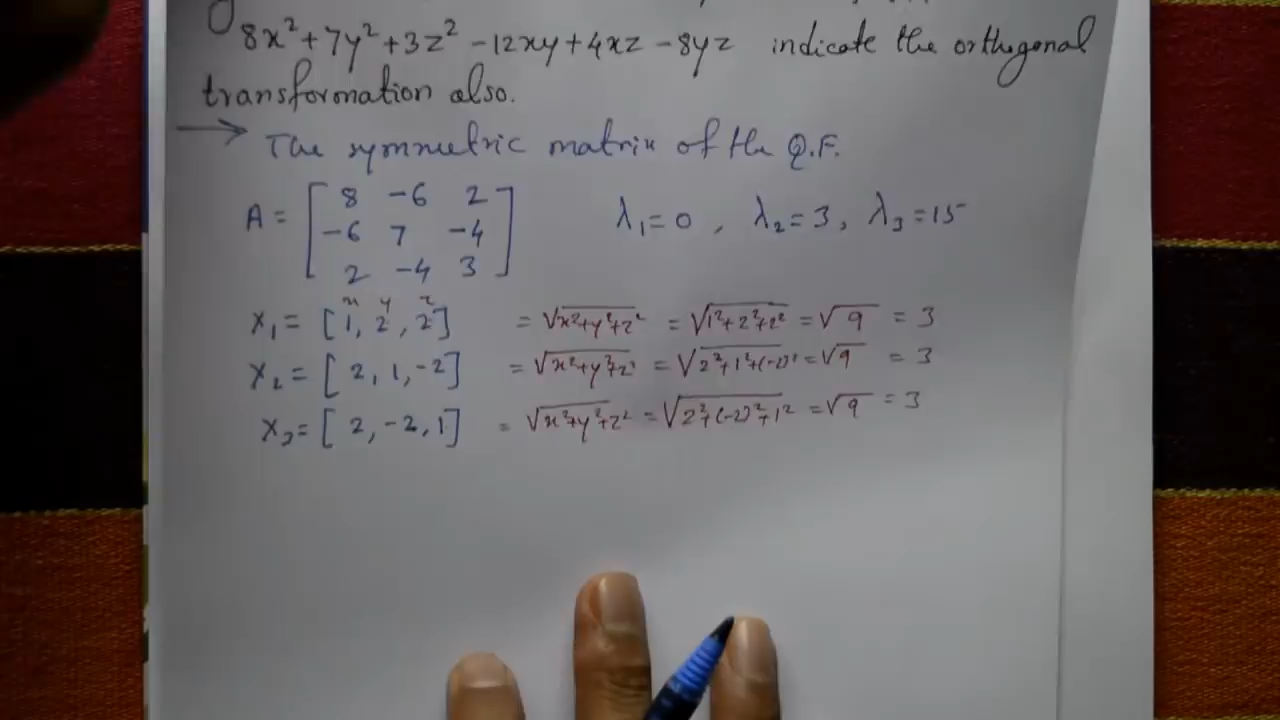 8x²+7y²+3z²-12xy+4xz-8yz indicate the orthogonal
transformation also.
→ The symmetric matrix of the Q.F.
A = [ 8 -6 2
-6 7 -4
2 -4 3 ]
λ₁=0 , λ₂=3, λ₃=15
x y z
X₁= [1, 2, 2] = √x²+y²+z² = √1²+2²+2² = √9 = 3
X₂= [ 2, 1, -2] = √x²+y²+z² = √2²+1²+(-2)² = √9 = 3
X₃= [ 2, -2, 1] = √x²+y²+z² = √2²+(-2)²+1² = √9 = 3